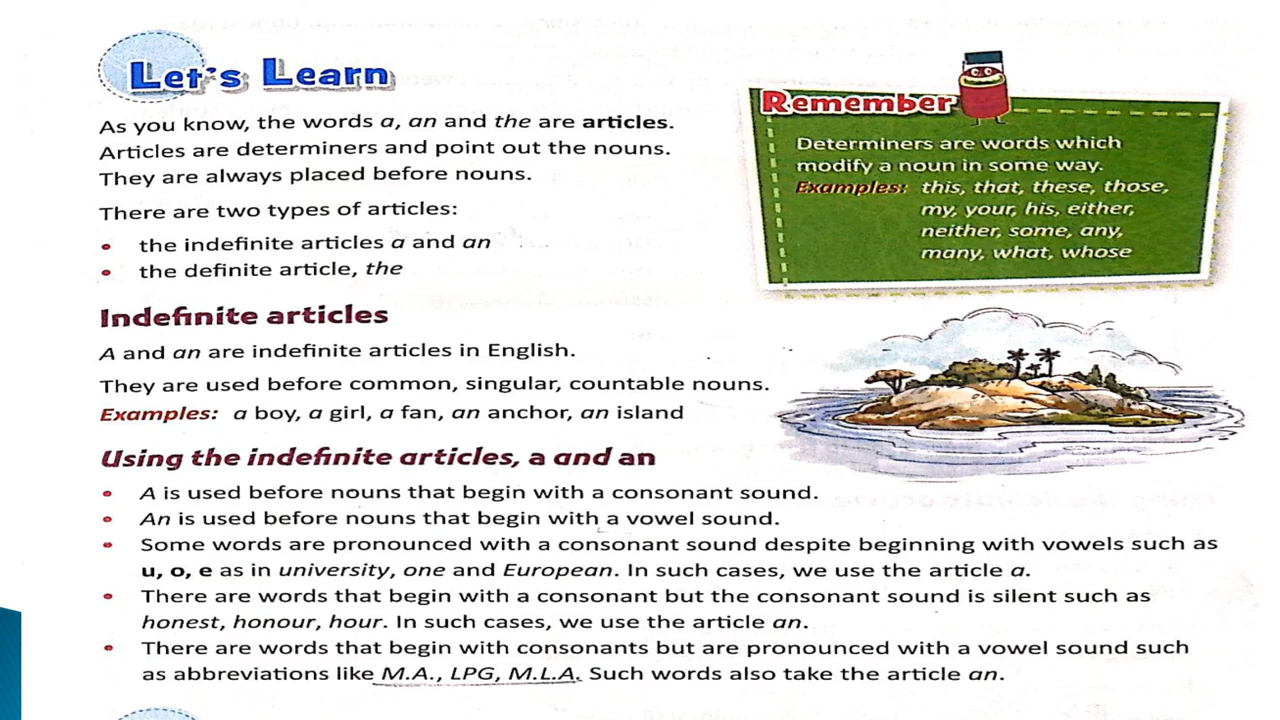 Let's Learn
As you know, the words a, an and the are articles.
Articles are determiners and point out the nouns.
They are always placed before nouns.
There are two types of articles:
• the indefinite articles a and an
• the definite article, the
Remember
Determiners are words which
modify a noun in some way.
Examples: this, that, these, those,
my, your, his, either,
neither, some, any,
many, what, whose
Indefinite articles
A and an are indefinite articles in English.
They are used before common, singular, countable nouns.
Examples: a boy, a girl, a fan, an anchor, an island
Using the indefinite articles, a and an
• A is used before nouns that begin with a consonant sound.
• An is used before nouns that begin with a vowel sound.
• Some words are pronounced with a consonant sound despite beginning with vowels such as
u, o, e as in university, one and European. In such cases, we use the article a.
• There are words that begin with a consonant but the consonant sound is silent such as
honest, honour, hour. In such cases, we use the article an.
• There are words that begin with consonants but are pronounced with a vowel sound such
as abbreviations like M.A., LPG, M.L.A. Such words also take the article an.